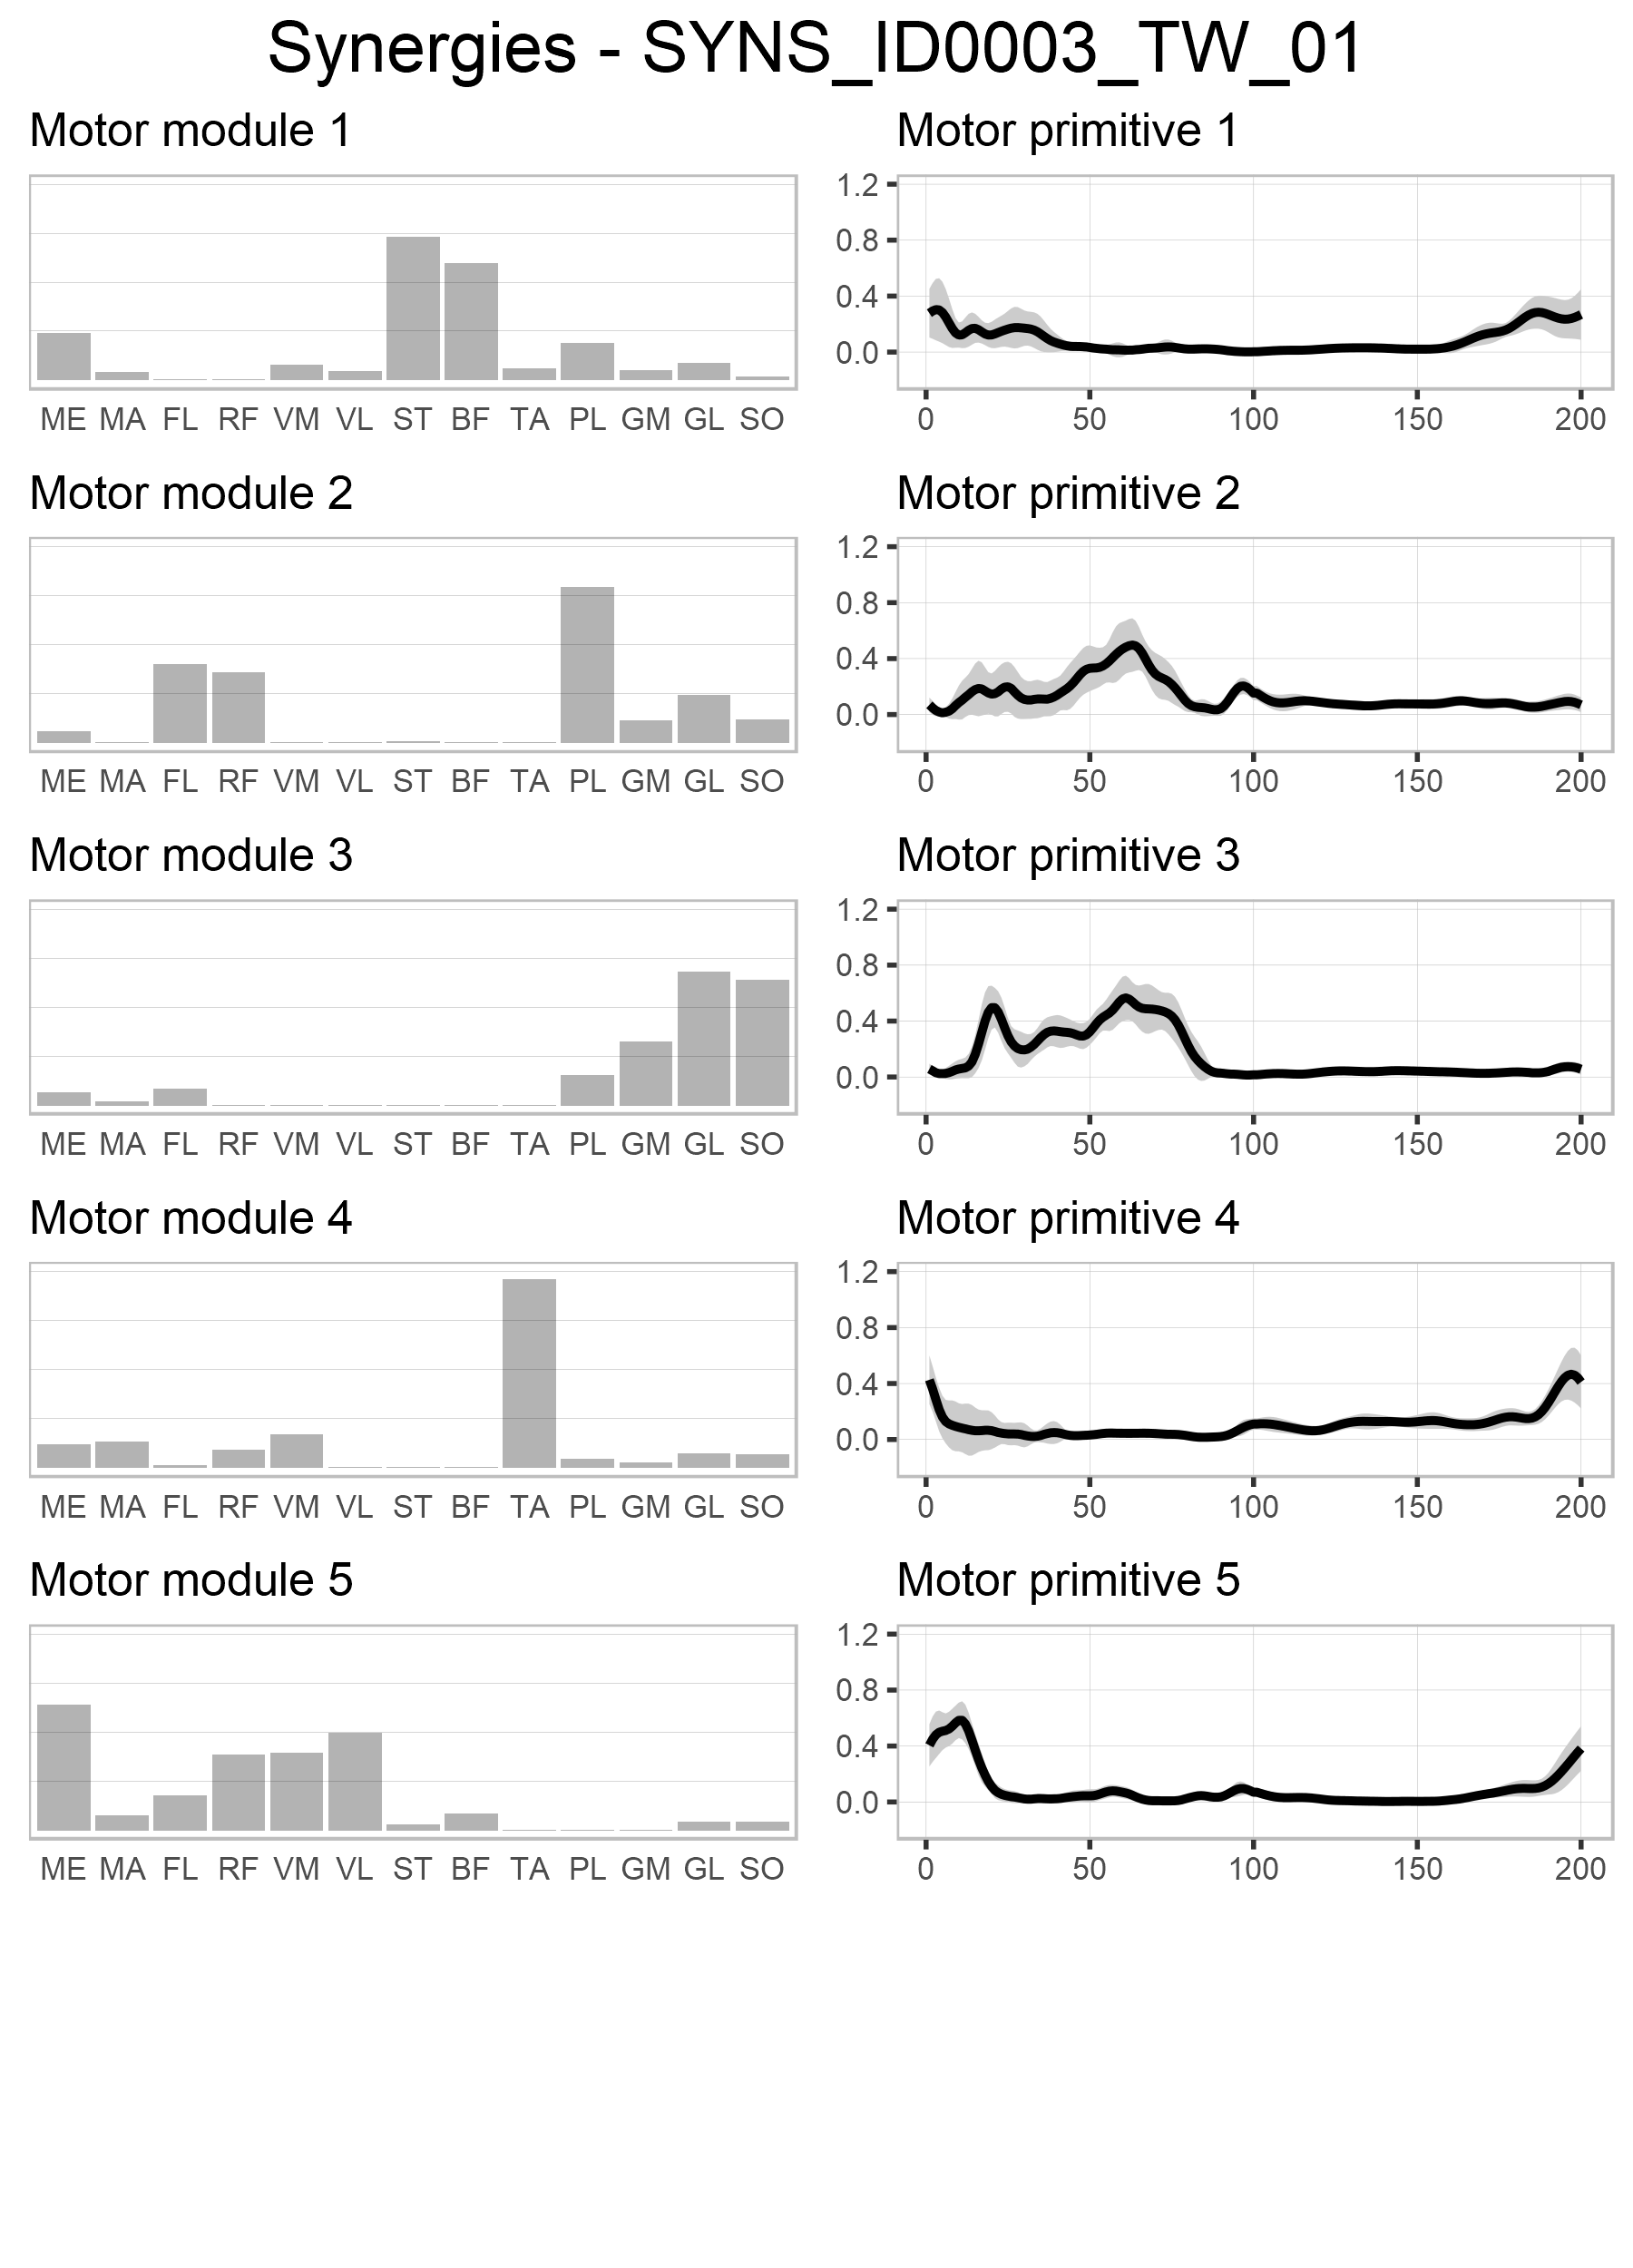 Synergies - SYNS_ID0003_TW_01
Motor module 1
Motor primitive 1
1.2
0.8
0.4
0.0
ME MA FL RF VM VL ST BF TA PL GM GL SO
0 50 100 150 200
Motor module 2
Motor primitive 2
1.2
0.8
0.4
0.0
ME MA FL RF VM VL ST BF TA PL GM GL SO
0 50 100 150 200
Motor module 3
Motor primitive 3
1.2
0.8
0.4
0.0
ME MA FL RF VM VL ST BF TA PL GM GL SO
0 50 100 150 200
Motor module 4
Motor primitive 4
1.2
0.8
0.4
0.0
ME MA FL RF VM VL ST BF TA PL GM GL SO
0 50 100 150 200
Motor module 5
Motor primitive 5
1.2
0.8
0.4
0.0
ME MA FL RF VM VL ST BF TA PL GM GL SO
0 50 100 150 200